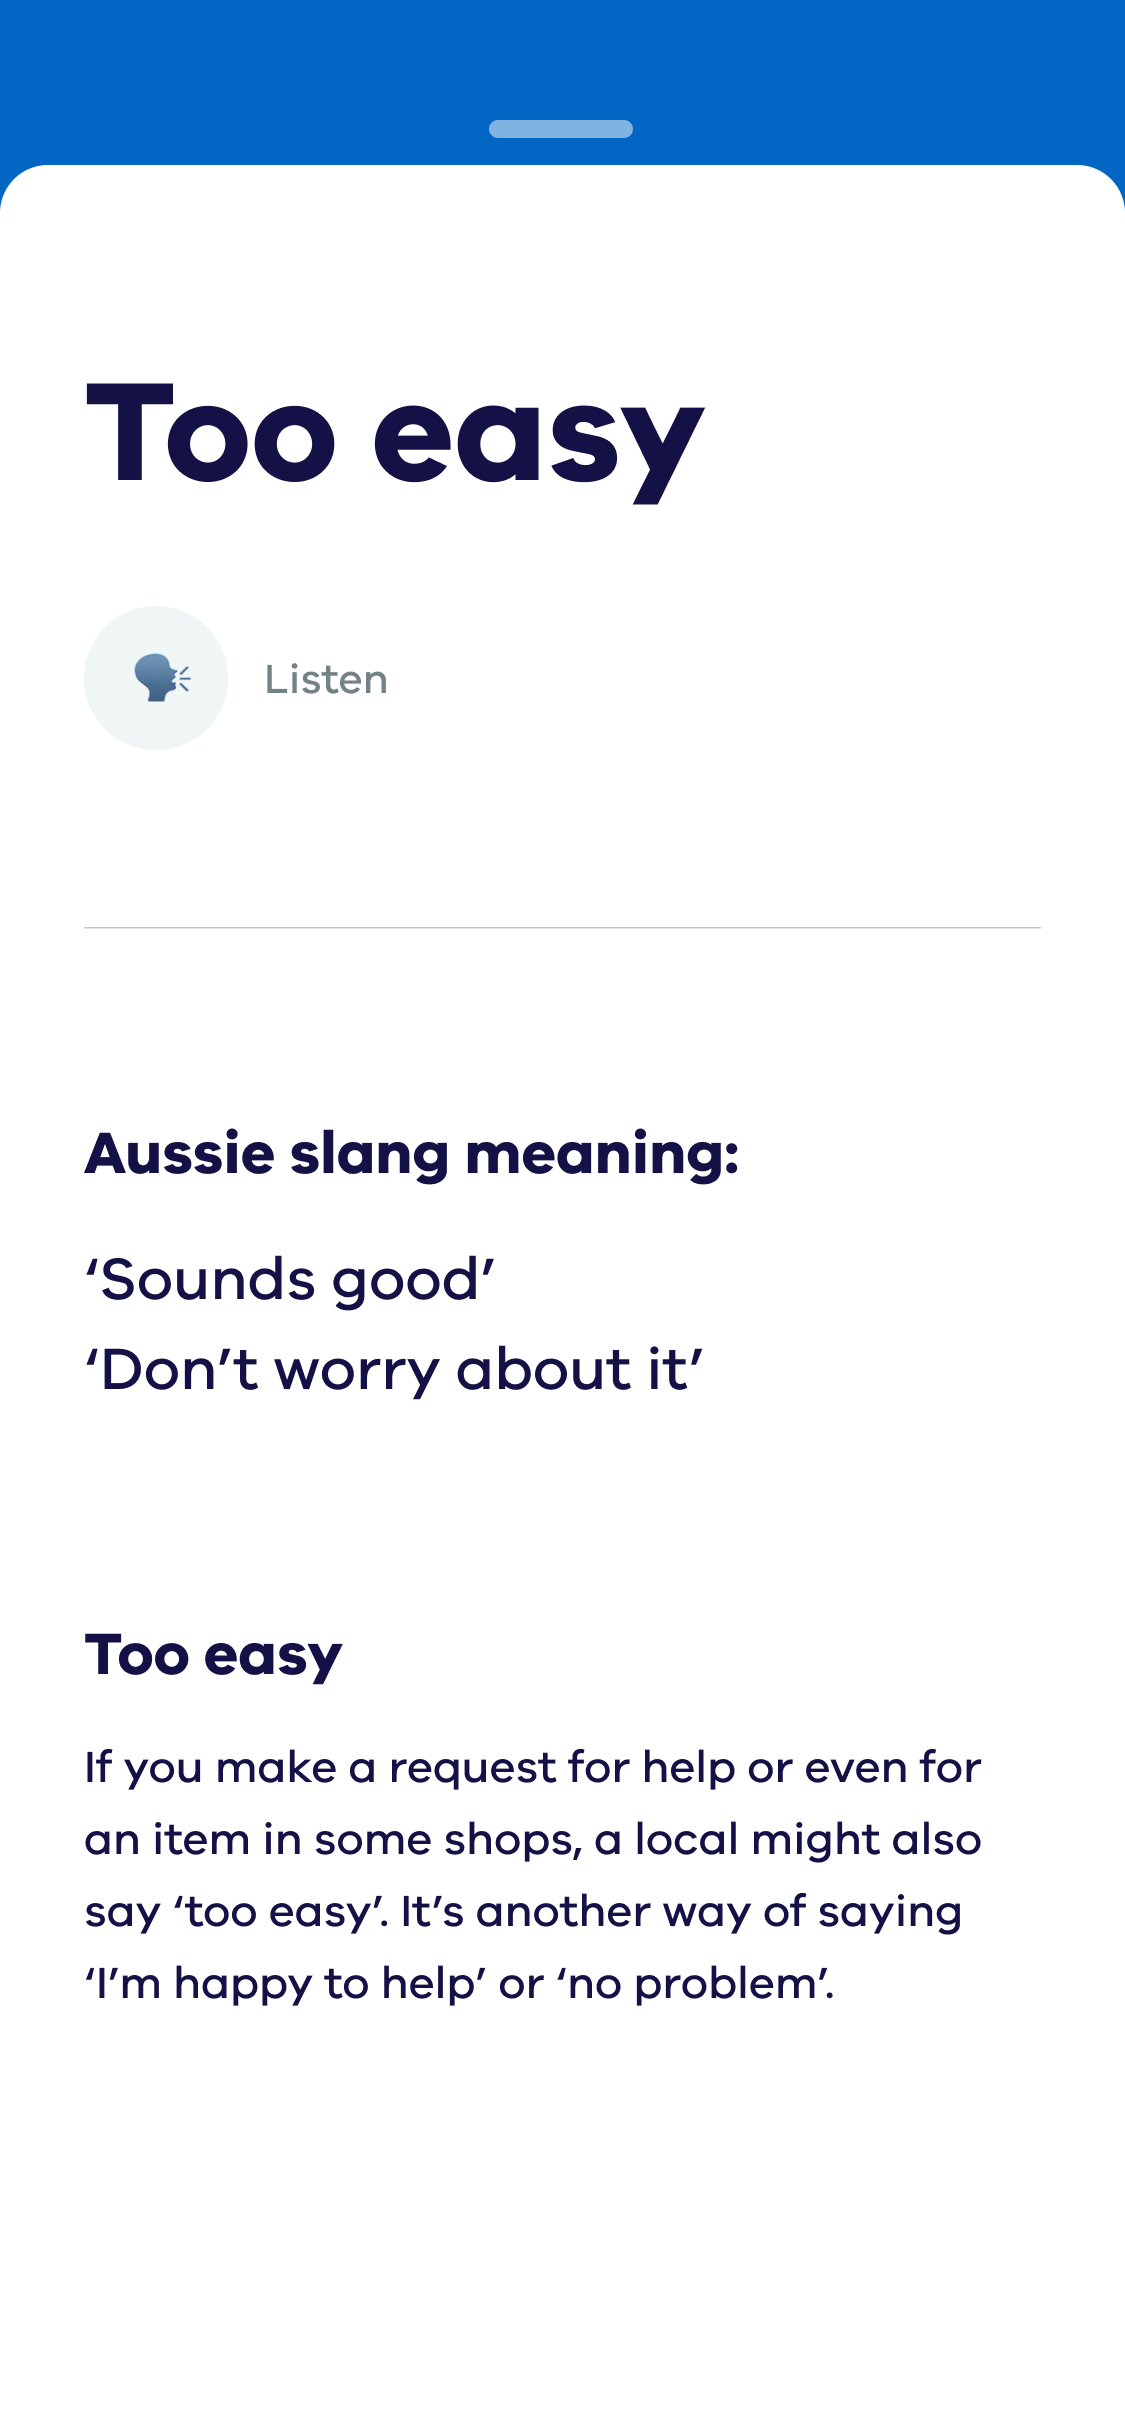 Too easy
Listen
Aussie slang meaning:
‘Sounds good’
‘Don’t worry about it’
Too easy
If you make a request for help or even for
an item in some shops, a local might also
say ‘too easy’. It’s another way of saying
‘I’m happy to help’ or ‘no problem’.